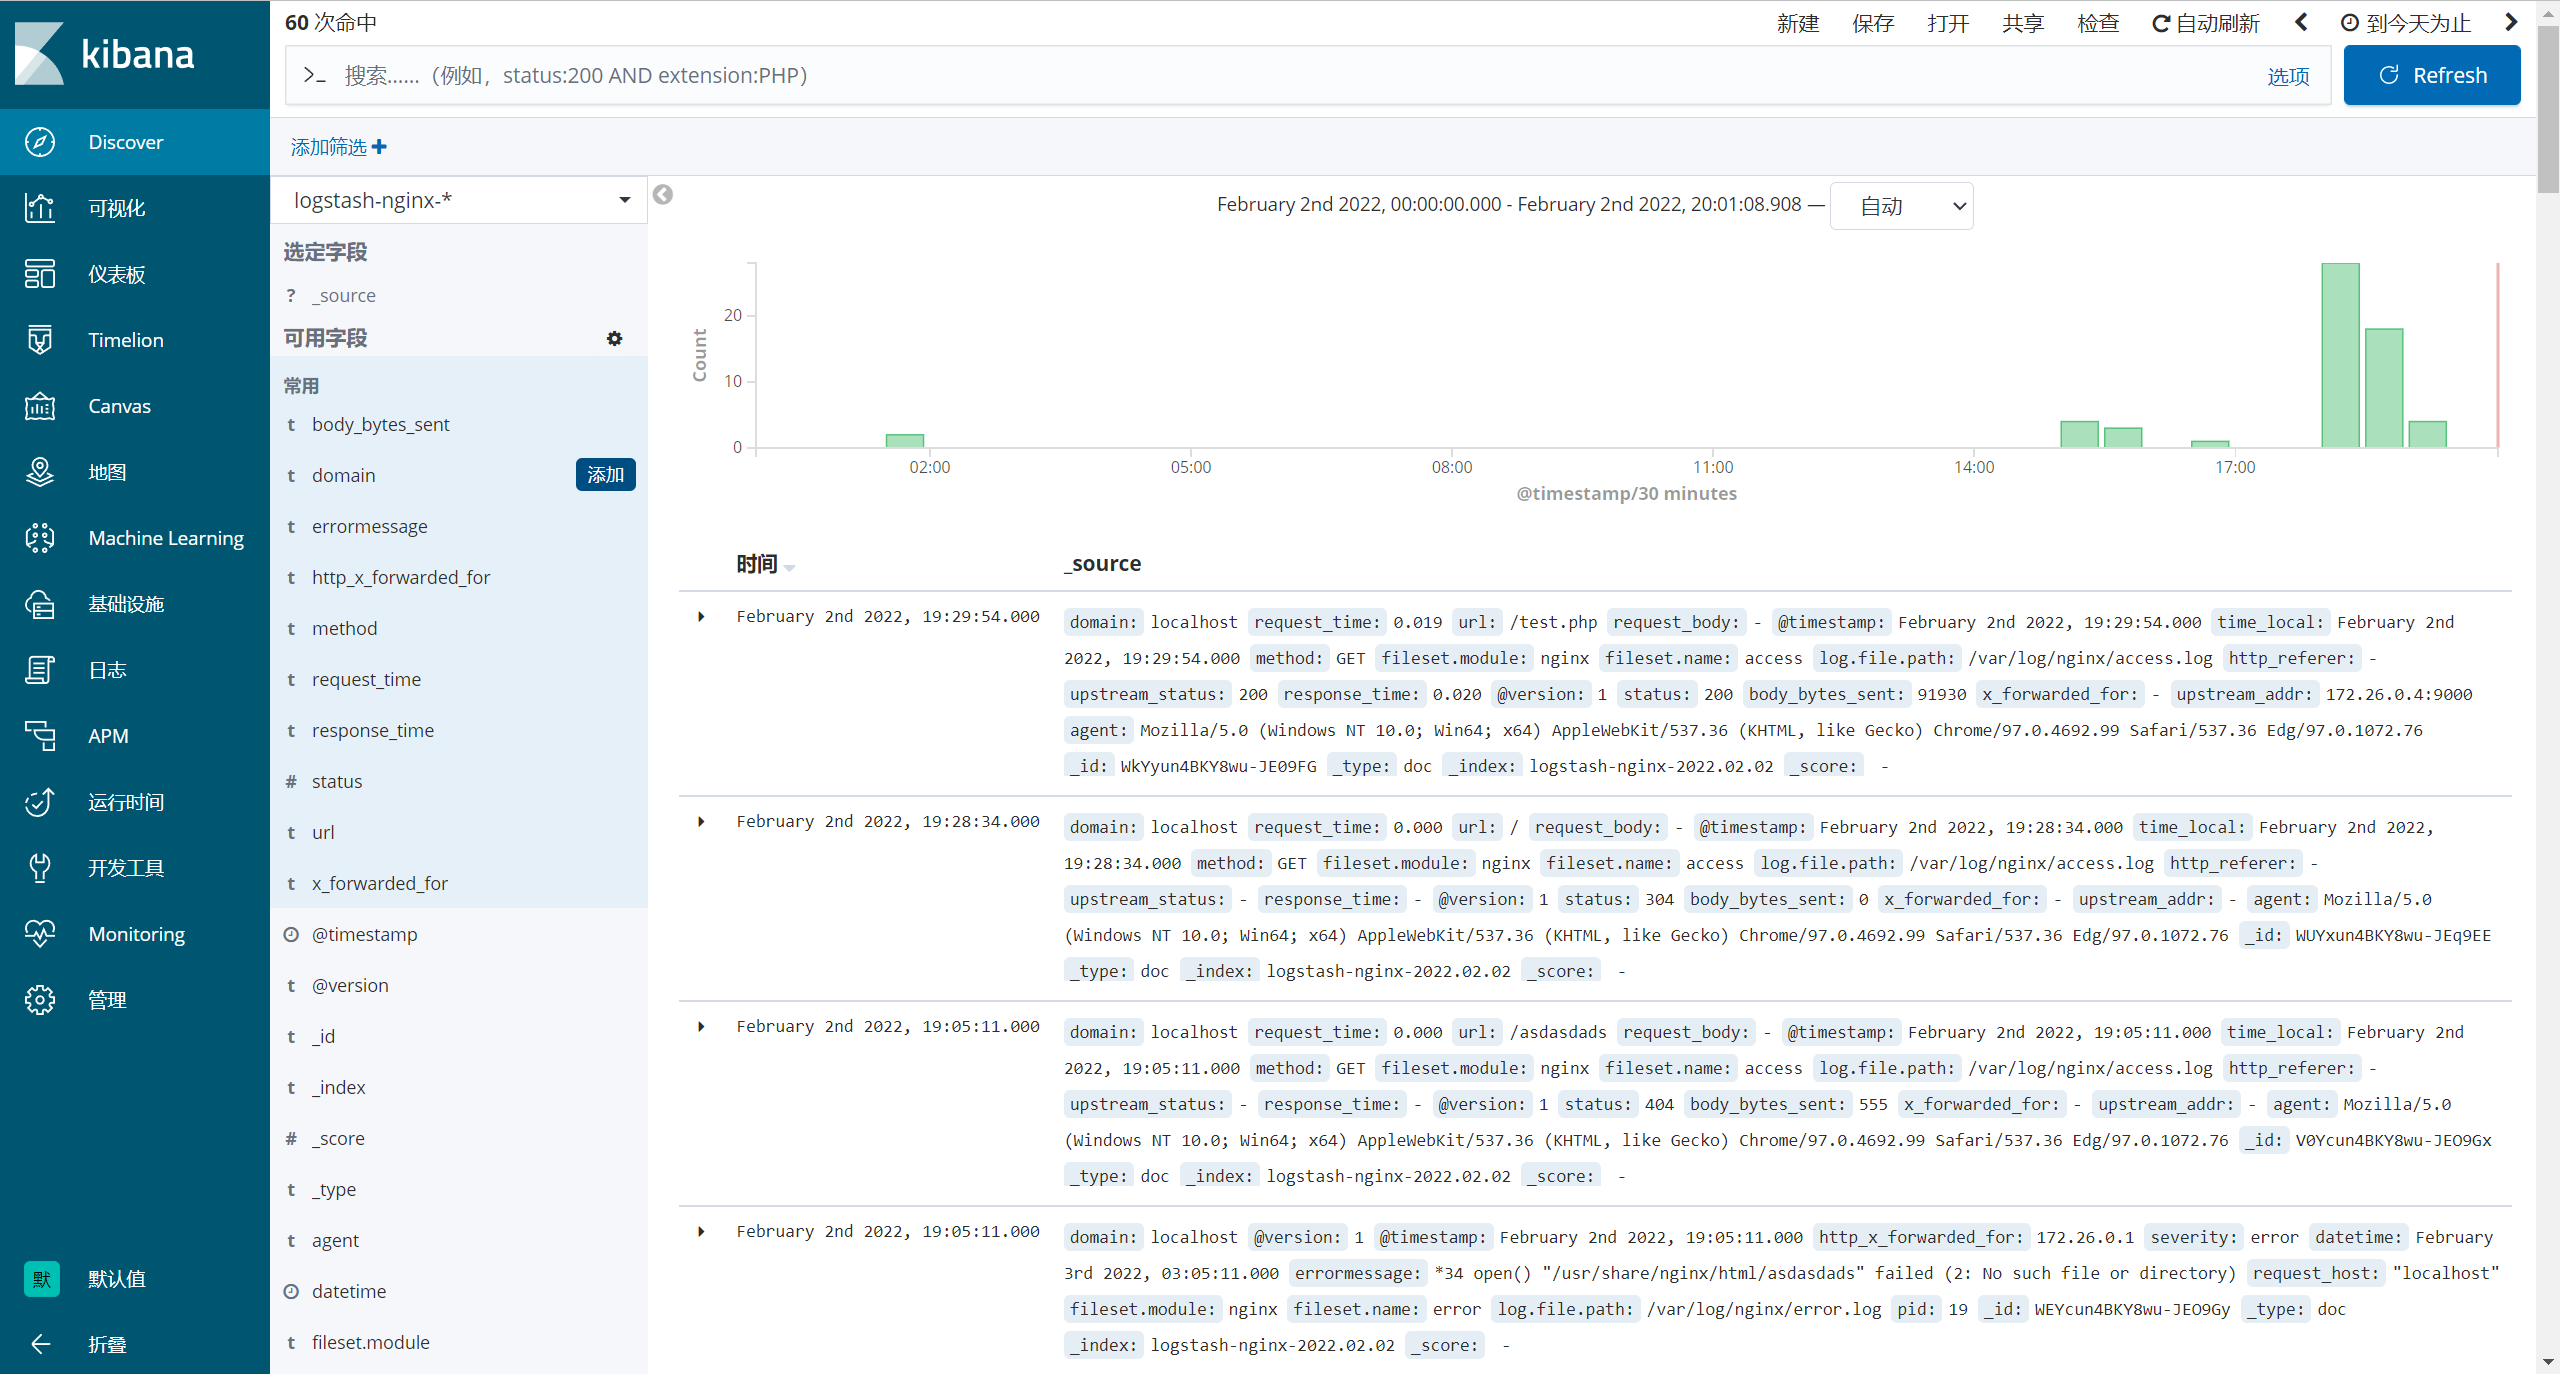 kibana
Discover
可视化
仪表板
Timelion
Canvas
地图
Machine Learning
基础设施
日志
APM
运行时间
开发工具
Monitoring
管理
默 默认值
折叠
60 次命中
新建 保存 打开 共享 检查 自动刷新 到今天为止
>_ 搜索……（例如，status:200 AND extension:PHP） 选项 Refresh
添加筛选
logstash-nginx-*
选定字段
? _source
可用字段
常用
t body_bytes_sent
t domain 添加
t errormessage
t http_x_forwarded_for
t method
t request_time
t response_time
# status
t url
t x_forwarded_for
@timestamp
t @version
t _id
t _index
# _score
t _type
t agent
datetime
t fileset.module
February 2nd 2022, 00:00:00.000 - February 2nd 2022, 20:01:08.908 — 自动
Count
20
10
0
02:00 05:00 08:00 11:00 14:00 17:00
@timestamp/30 minutes
时间 _source
February 2nd 2022, 19:29:54.000 domain: localhost request_time: 0.019 url: /test.php request_body: - @timestamp: February 2nd 2022, 19:29:54.000 time_local: February 2nd
2022, 19:29:54.000 method: GET fileset.module: nginx fileset.name: access log.file.path: /var/log/nginx/access.log http_referer: -
upstream_status: 200 response_time: 0.020 @version: 1 status: 200 body_bytes_sent: 91930 x_forwarded_for: - upstream_addr: 172.26.0.4:9000
agent: Mozilla/5.0 (Windows NT 10.0; Win64; x64) AppleWebKit/537.36 (KHTML, like Gecko) Chrome/97.0.4692.99 Safari/537.36 Edg/97.0.1072.76
_id: WkYyun4BKY8wu-JE09FG _type: doc _index: logstash-nginx-2022.02.02 _score: -
February 2nd 2022, 19:28:34.000 domain: localhost request_time: 0.000 url: / request_body: - @timestamp: February 2nd 2022, 19:28:34.000 time_local: February 2nd 2022,
19:28:34.000 method: GET fileset.module: nginx fileset.name: access log.file.path: /var/log/nginx/access.log http_referer: -
upstream_status: - response_time: - @version: 1 status: 304 body_bytes_sent: 0 x_forwarded_for: - upstream_addr: - agent: Mozilla/5.0
(Windows NT 10.0; Win64; x64) AppleWebKit/537.36 (KHTML, like Gecko) Chrome/97.0.4692.99 Safari/537.36 Edg/97.0.1072.76 _id: WUYxun4BKY8wu-JEq9EE
_type: doc _index: logstash-nginx-2022.02.02 _score: -
February 2nd 2022, 19:05:11.000 domain: localhost request_time: 0.000 url: /asdasdads request_body: - @timestamp: February 2nd 2022, 19:05:11.000 time_local: February 2nd
2022, 19:05:11.000 method: GET fileset.module: nginx fileset.name: access log.file.path: /var/log/nginx/access.log http_referer: -
upstream_status: - response_time: - @version: 1 status: 404 body_bytes_sent: 555 x_forwarded_for: - upstream_addr: - agent: Mozilla/5.0
(Windows NT 10.0; Win64; x64) AppleWebKit/537.36 (KHTML, like Gecko) Chrome/97.0.4692.99 Safari/537.36 Edg/97.0.1072.76 _id: V0Ycun4BKY8wu-JEO9Gx
_type: doc _index: logstash-nginx-2022.02.02 _score: -
February 2nd 2022, 19:05:11.000 domain: localhost @version: 1 @timestamp: February 2nd 2022, 19:05:11.000 http_x_forwarded_for: 172.26.0.1 severity: error datetime: February
3rd 2022, 03:05:11.000 errormessage: *34 open() "/usr/share/nginx/html/asdasdads" failed (2: No such file or directory) request_host: "localhost"
fileset.module: nginx fileset.name: error log.file.path: /var/log/nginx/error.log pid: 19 _id: WEYcun4BKY8wu-JEO9Gy _type: doc
_index: logstash-nginx-2022.02.02 _score: -